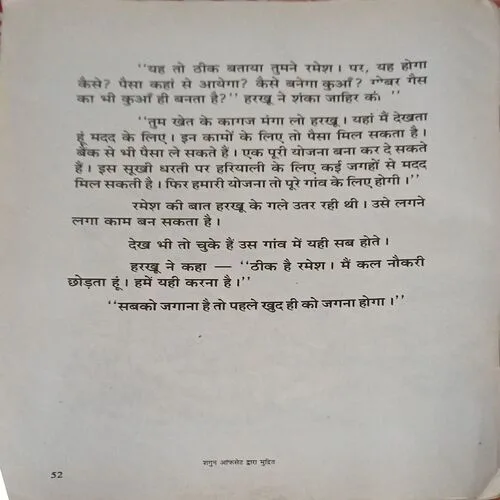 ''यह तो ठीक बताया तुमने रमेश। पर, यह होगा
कैसे? पैसा कहां से आयेगा? कैसे बनेगा कुआँ? गोबर गैस
का भी कुआँ ही बनता है?'' हरखू ने शंका जाहिर की। ''
''तुम खेत के कागज मंगा लो हरखू। यहां मैं देखता
हूं मदद के लिए। इन कामों के लिए तो पैसा मिल सकता है।
बैंक से भी पैसा ले सकते हैं। एक पूरी योजना बना कर दे सकते
हैं। इस सूखी धरती पर हरियाली के लिए कई जगहों से मदद
मिल सकती है। फिर हमारी योजना तो पूरे गांव के लिए होगी।''
रमेश की बात हरखू के गले उतर रही थी। उसे लगने
लगा काम बन सकता है।
देख भी तो चुके हैं उस गांव में यही सब होते।
हरखू ने कहा — ''ठीक है रमेश। मैं कल नौकरी
छोड़ता हूं। हमें यही करना है।''
''सबको जगाना है तो पहले खुद ही को जगना होगा।''
शगुन ऑफसेट द्वारा मुद्रित
52